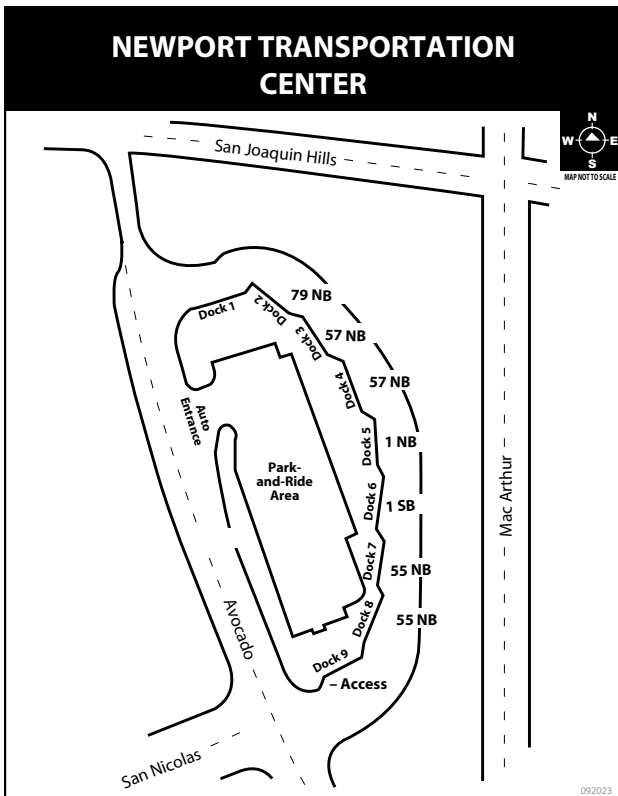 NEWPORT TRANSPORTATION
CENTER
N
W E
S
MAP NOT TO SCALE
San Joaquin Hills
79 NB
Dock 1
Dock 2
57 NB
Dock 3
57 NB
Dock 4
Auto
Entrance
1 NB
Dock 5
Park-
and-Ride
Area
Dock 6
1 SB
Mac Arthur
Dock 7
55 NB
Dock 8
55 NB
Avocado
Dock 9
– Access
San Nicolas
092023